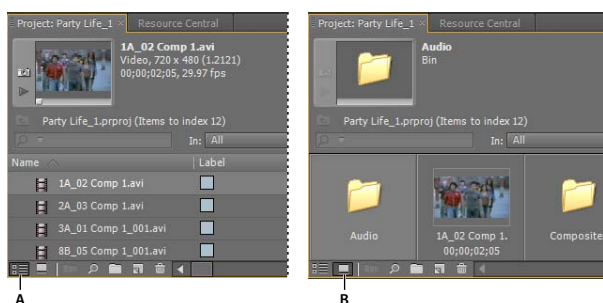 Project: Party Life_1 × Resource Central
1A_02 Comp 1.avi
Video, 720 x 480 (1.2121)
00;00;02;05, 29.97 fps
Party Life_1.prproj (Items to index 12)
In: All
Name Label
1A_02 Comp 1.avi
2A_03 Comp 1.avi
3A_01 Comp 1_001.avi
8B_05 Comp 1_001.avi
A
Project: Party Life_1 × Resource Central
Audio
Bin
Party Life_1.prproj (Items to index 12)
In: All
Audio
1A_02 Comp 1.
00;00;02;05
Composite
B